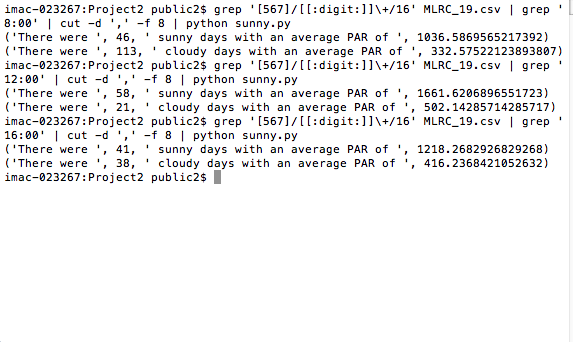 imac-023267:Project2 public2$ grep '[567]/[[:digit:]]\+/16' MLRC_19.csv | grep '
8:00' | cut -d ',' -f 8 | python sunny.py
('There were ', 46, ' sunny days with an average PAR of ', 1036.5869565217392)
('There were ', 113, ' cloudy days with an average PAR of ', 332.57522123893807)
imac-023267:Project2 public2$ grep '[567]/[[:digit:]]\+/16' MLRC_19.csv | grep '
12:00' | cut -d ',' -f 8 | python sunny.py
('There were ', 58, ' sunny days with an average PAR of ', 1661.6206896551723)
('There were ', 21, ' cloudy days with an average PAR of ', 502.14285714285717)
imac-023267:Project2 public2$ grep '[567]/[[:digit:]]\+/16' MLRC_19.csv | grep '
16:00' | cut -d ',' -f 8 | python sunny.py
('There were ', 41, ' sunny days with an average PAR of ', 1218.2682926829268)
('There were ', 38, ' cloudy days with an average PAR of ', 416.2368421052632)
imac-023267:Project2 public2$